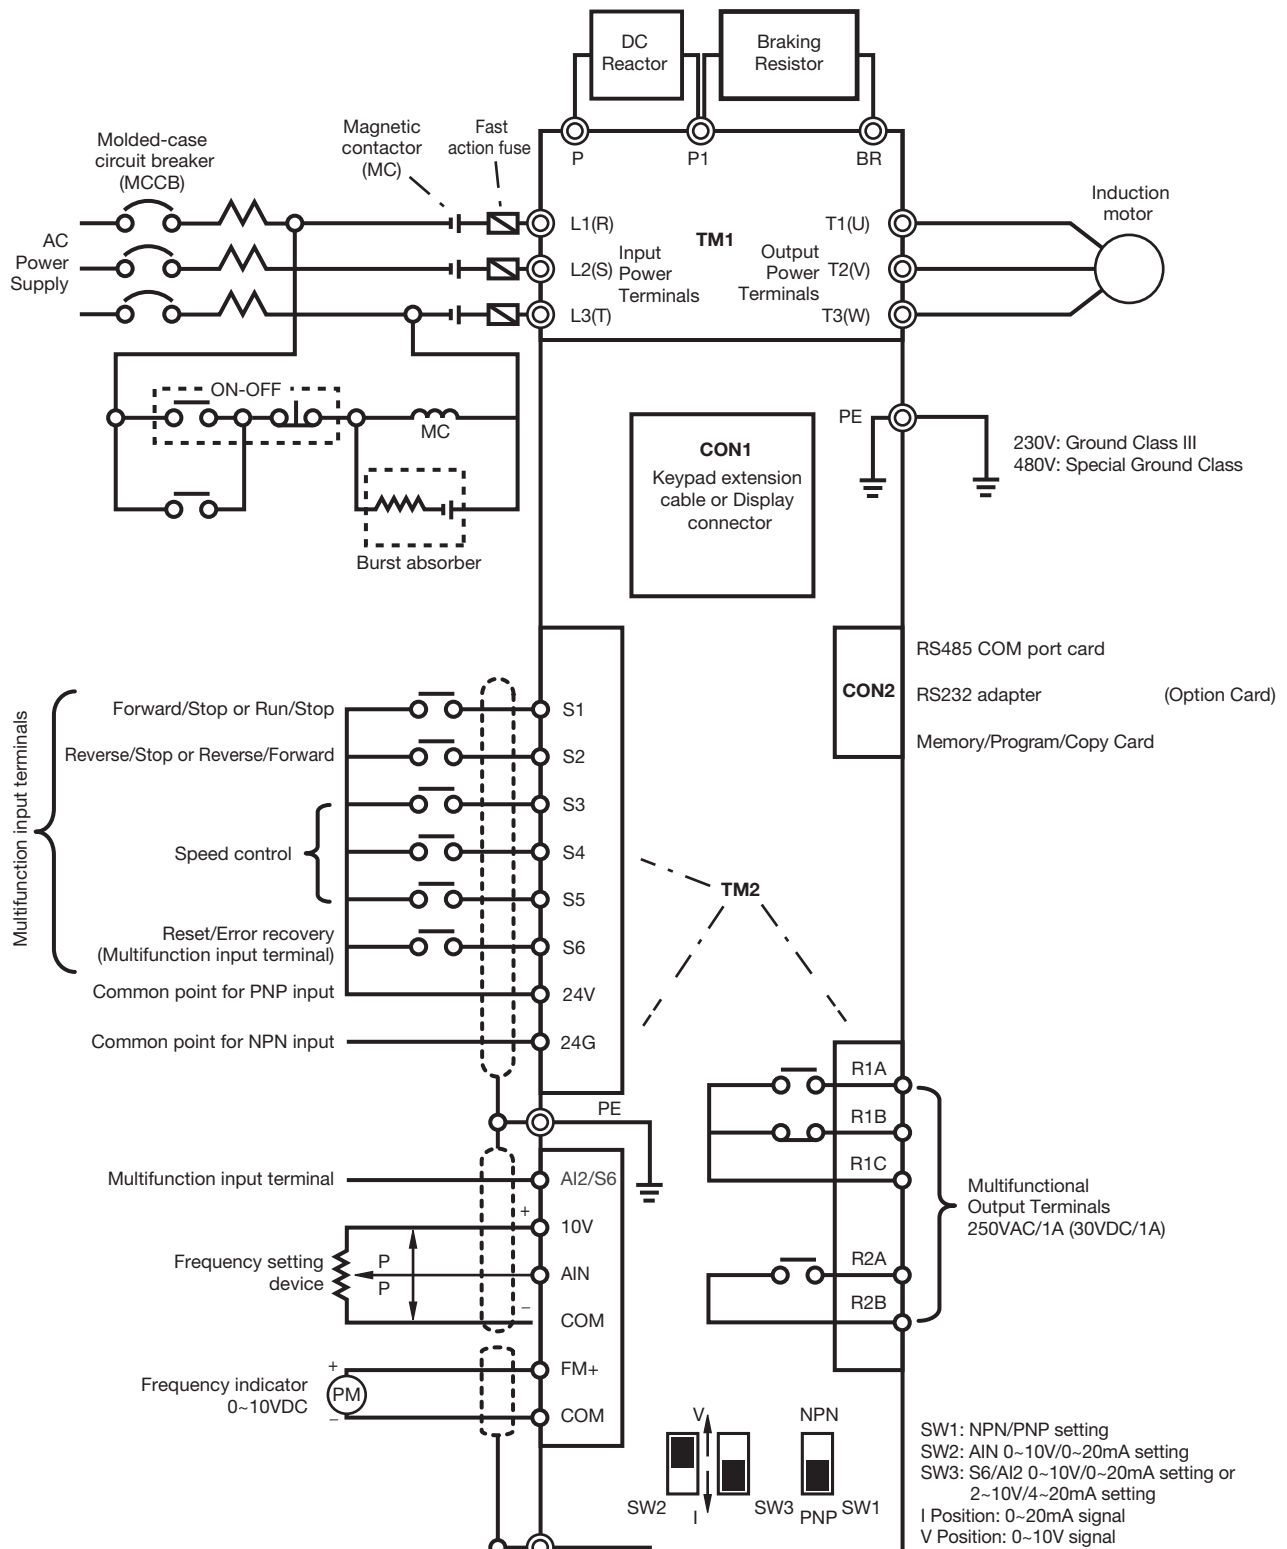 DC
Reactor
Braking
Resistor
Molded-case
circuit breaker
(MCCB)
Magnetic
contactor
(MC)
Fast
action fuse
P
P1
BR
Induction
motor
AC
Power
Supply
L1(R)
L2(S)
L3(T)
Input
Power
Terminals
TM1
Output
Power
Terminals
T1(U)
T2(V)
T3(W)
ON-OFF
MC
Burst absorber
CON1
Keypad extension
cable or Display
connector
PE
230V: Ground Class III
480V: Special Ground Class
CON2
RS485 COM port card
RS232 adapter (Option Card)
Memory/Program/Copy Card
Multifunction input terminals
Forward/Stop or Run/Stop
S1
Reverse/Stop or Reverse/Forward
S2
S3
Speed control
S4
S5
Reset/Error recovery
(Multifunction input terminal)
S6
Common point for PNP input
24V
Common point for NPN input
24G
TM2
PE
Multifunction input terminal
AI2/S6
+
10V
Frequency setting
device
P
P
AIN
−
COM
Frequency indicator
0~10VDC
+
PM
−
FM+
COM
R1A
R1B
R1C
R2A
R2B
Multifunctional
Output Terminals
250VAC/1A (30VDC/1A)
V
I
SW2
SW3
NPN
PNP
SW1
SW1: NPN/PNP setting
SW2: AIN 0~10V/0~20mA setting
SW3: S6/AI2 0~10V/0~20mA setting or
2~10V/4~20mA setting
I Position: 0~20mA signal
V Position: 0~10V signal